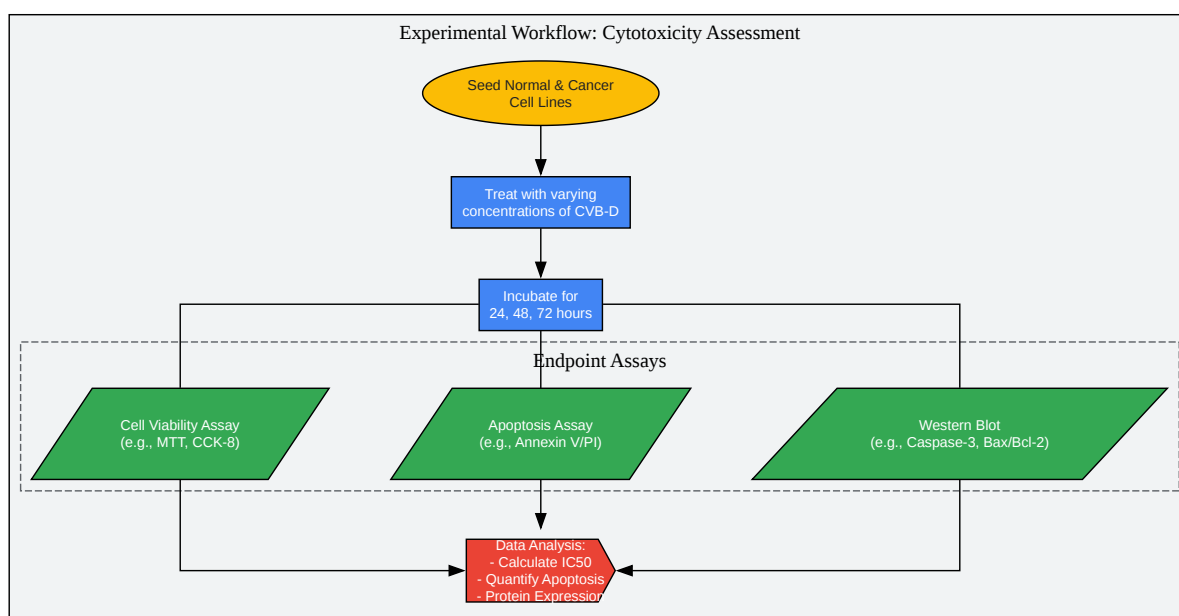 Experimental Workflow: Cytotoxicity Assessment
Seed Normal & Cancer
Cell Lines
Treat with varying
concentrations of CVB-D
Incubate for
24, 48, 72 hours
Endpoint Assays
Cell Viability Assay
(e.g., MTT, CCK-8)
Apoptosis Assay
(e.g., Annexin V/PI)
Western Blot
(e.g., Caspase-3, Bax/Bcl-2)
Data Analysis:
- Calculate IC50
- Quantify Apoptosis
- Protein Expression